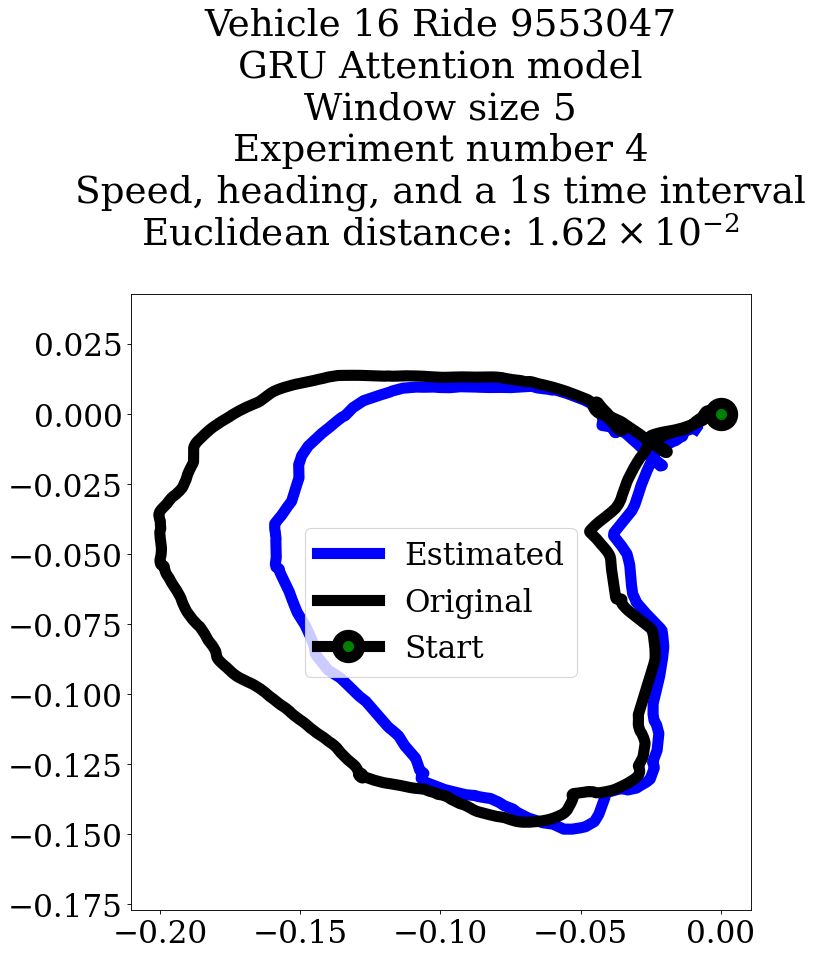 Vehicle 16 Ride 9553047
GRU Attention model
Window size 5
Experiment number 4
Speed, heading, and a 1s time interval
Euclidean distance: 1.62 × 10⁻²
0.025
0.000
−0.025
−0.050
−0.075
−0.100
−0.125
−0.150
−0.175
Estimated
Original
Start
−0.20 −0.15 −0.10 −0.05 0.00